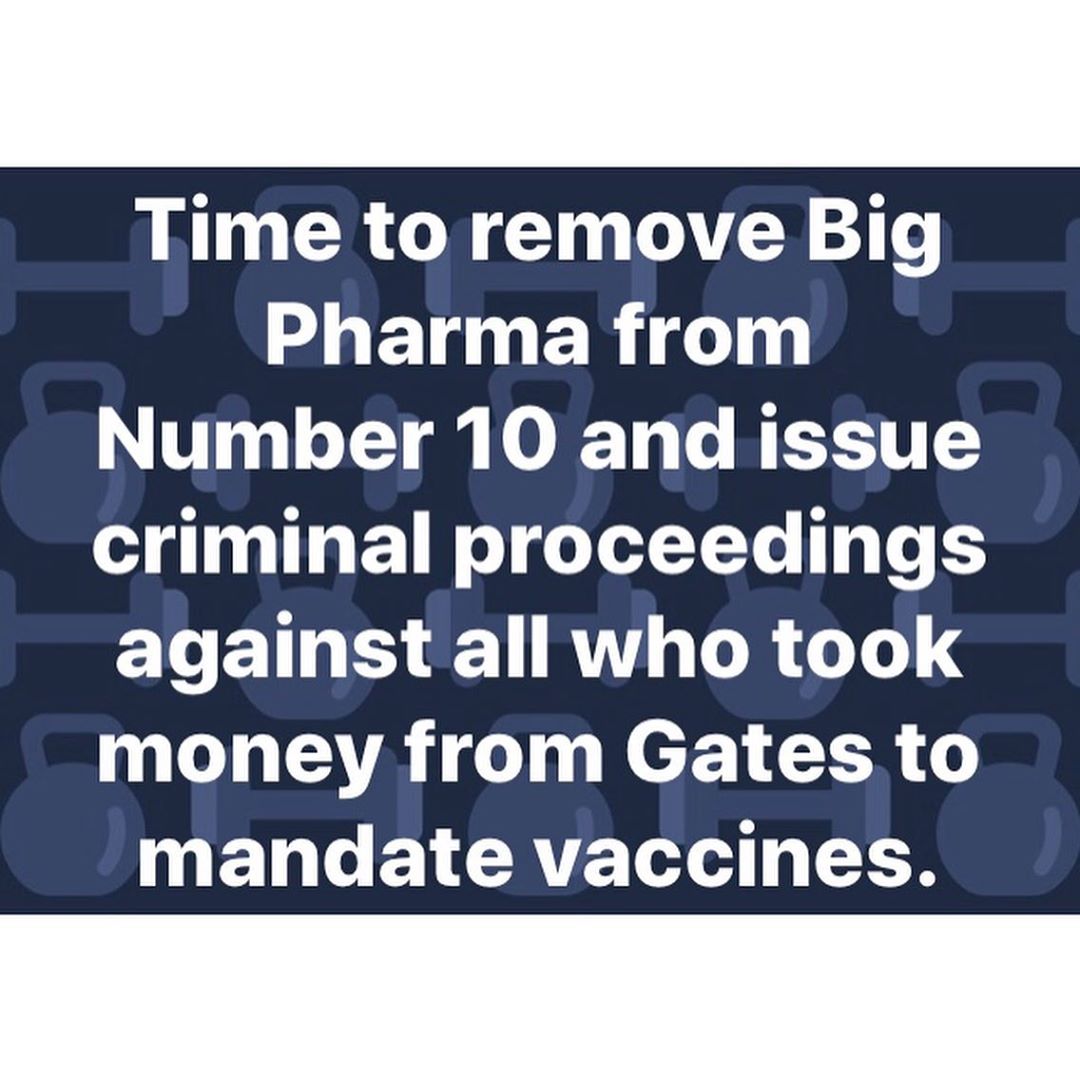 Time to remove Big
Pharma from
Number 10 and issue
criminal proceedings
against all who took
money from Gates to
mandate vaccines.